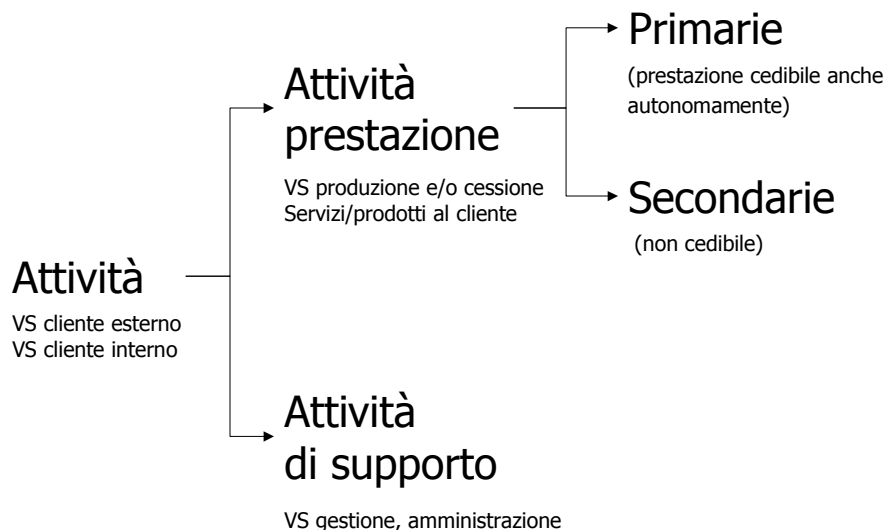 Attività
VS cliente esterno
VS cliente interno
Attività
prestazione
VS produzione e/o cessione
Servizi/prodotti al cliente
Primarie
(prestazione cedibile anche
autonomamente)
Secondarie
(non cedibile)
Attività
di supporto
VS gestione, amministrazione